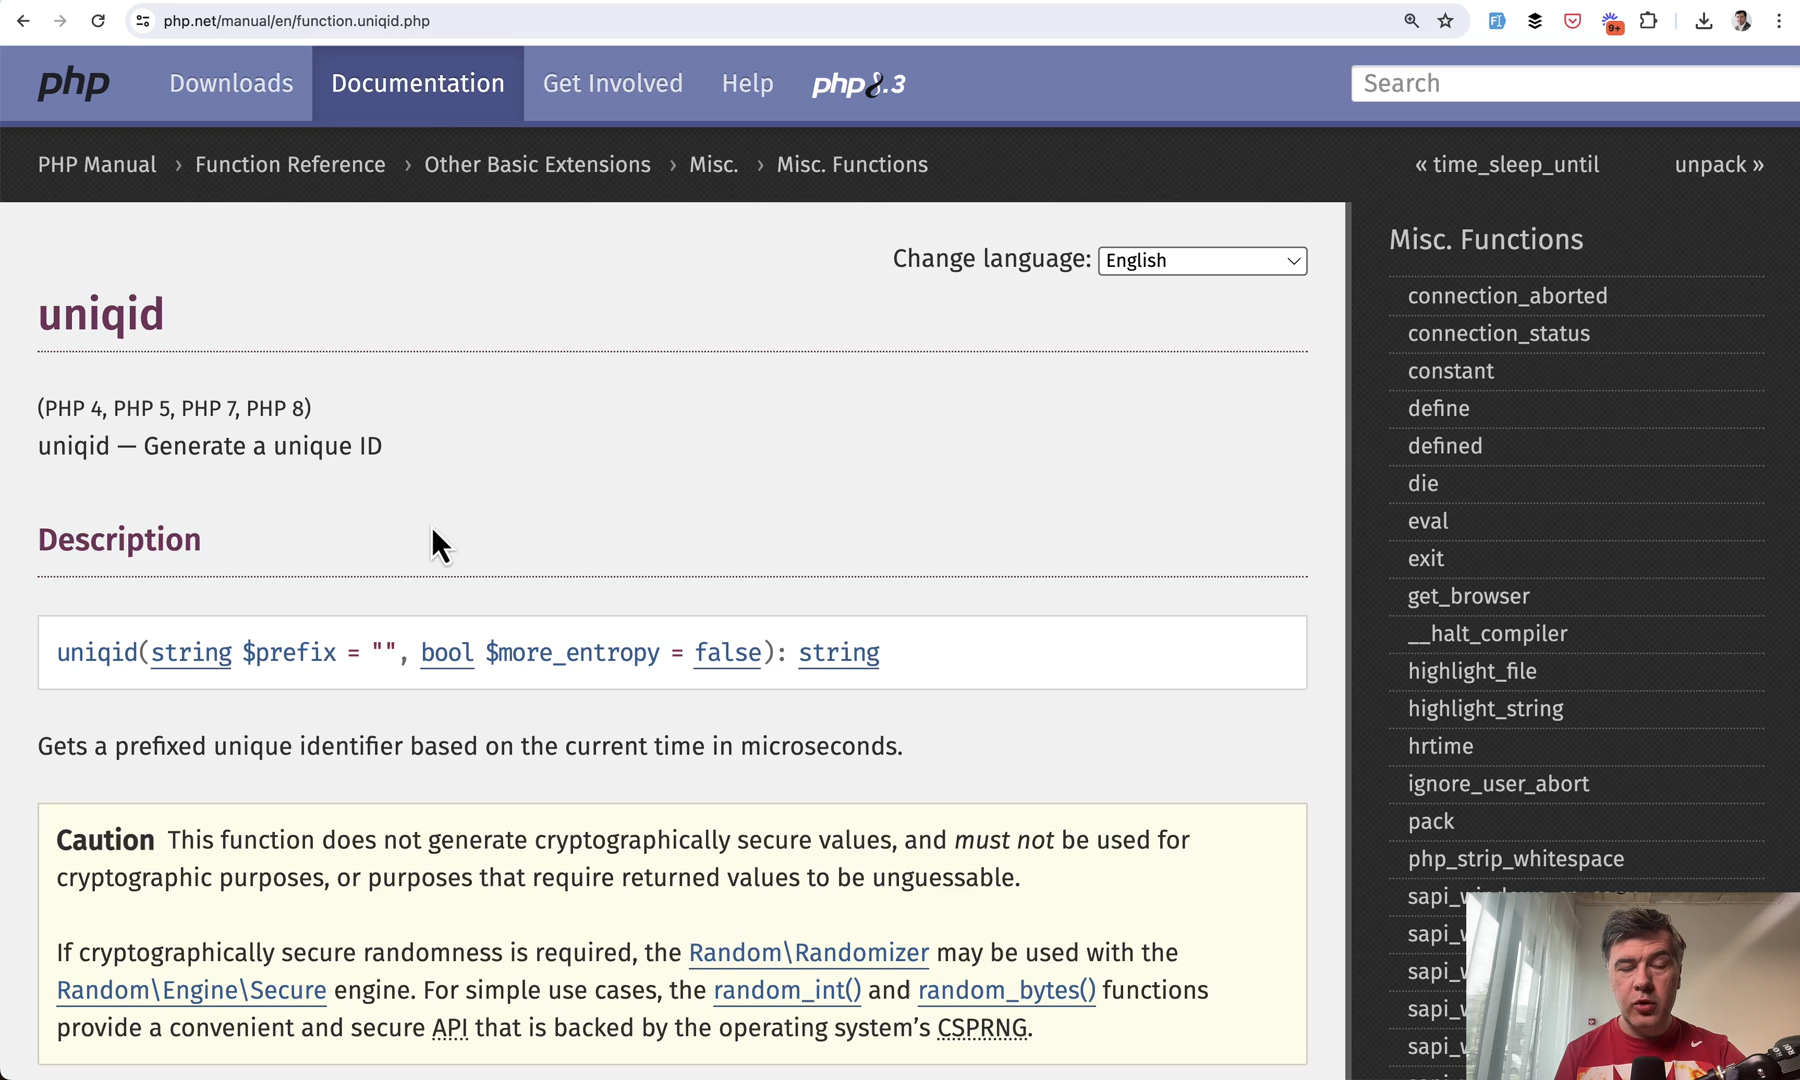 php.net/manual/en/function.uniqid.php
9+
php
Downloads
Documentation
Get Involved
Help
php8.3
Search
PHP Manual › Function Reference › Other Basic Extensions › Misc. › Misc. Functions
« time_sleep_until
unpack »
Change language: English
uniqid
(PHP 4, PHP 5, PHP 7, PHP 8)
uniqid — Generate a unique ID
Description
uniqid(string $prefix = "", bool $more_entropy = false): string
Gets a prefixed unique identifier based on the current time in microseconds.
Caution This function does not generate cryptographically secure values, and must not be used for
cryptographic purposes, or purposes that require returned values to be unguessable.
If cryptographically secure randomness is required, the Random\Randomizer may be used with the
Random\Engine\Secure engine. For simple use cases, the random_int() and random_bytes() functions
provide a convenient and secure API that is backed by the operating system’s CSPRNG.
Misc. Functions
connection_aborted
connection_status
constant
define
defined
die
eval
exit
get_browser
__halt_compiler
highlight_file
highlight_string
hrtime
ignore_user_abort
pack
php_strip_whitespace